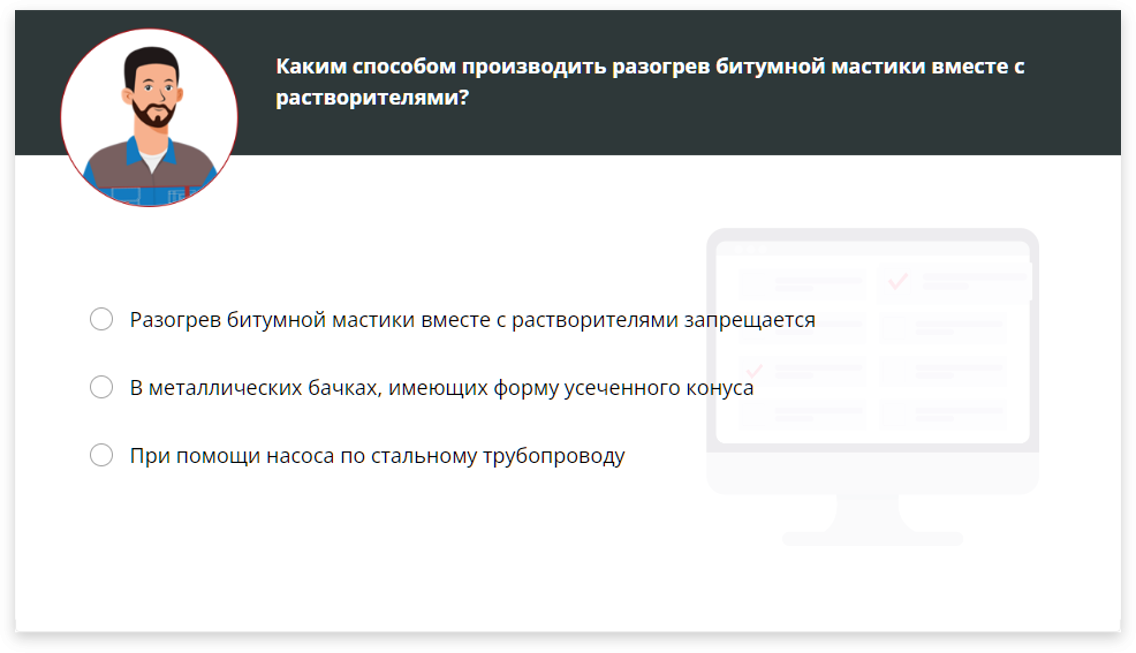 Каким способом производить разогрев битумной мастики вместе с
растворителями?
Разогрев битумной мастики вместе с растворителями запрещается
В металлических бачках, имеющих форму усеченного конуса
При помощи насоса по стальному трубопроводу